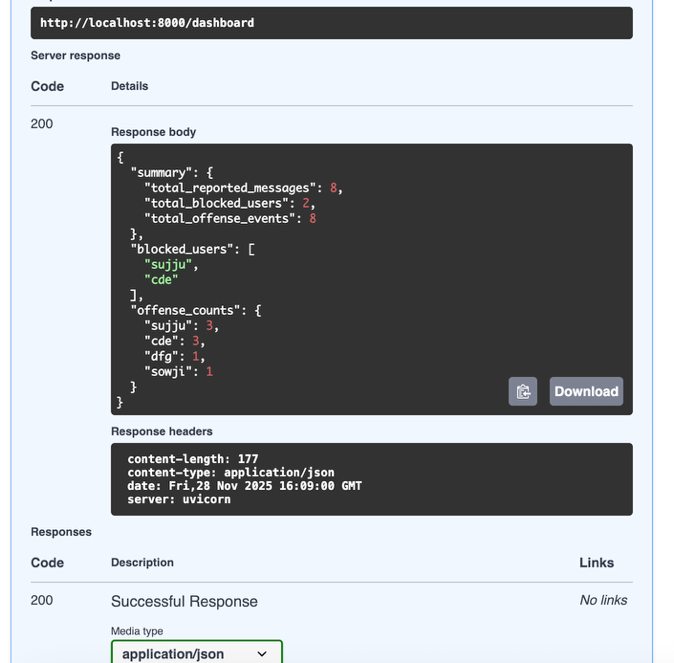 http://localhost:8000/dashboard
Server response
Code Details
200
Response body
{
  "summary": {
    "total_reported_messages": 8,
    "total_blocked_users": 2,
    "total_offense_events": 8
  },
  "blocked_users": [
    "sujju",
    "cde"
  ],
  "offense_counts": {
    "sujju": 3,
    "cde": 3,
    "dfg": 1,
    "sowji": 1
  }
}
Download
Response headers
content-length: 177
content-type: application/json
date: Fri,28 Nov 2025 16:09:00 GMT
server: uvicorn
Responses
Code Description Links
200 Successful Response No links
Media type
application/json